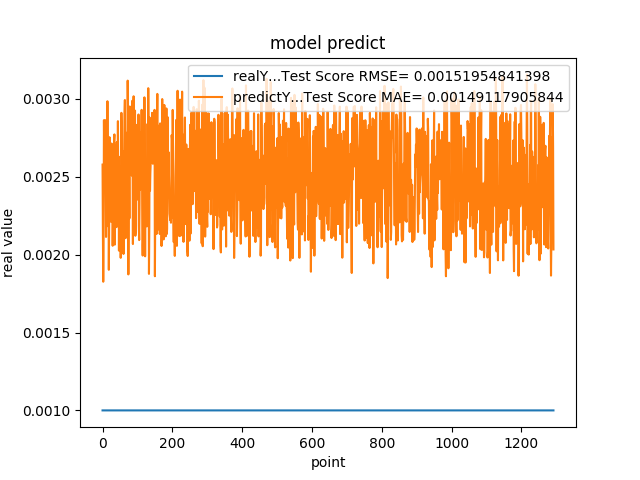 model predict
realY...Test Score RMSE= 0.00151954841398
predictY...Test Score MAE= 0.00149117905844
0.0030
0.0025
0.0020
0.0015
0.0010
real value
0 200 400 600 800 1000 1200
point